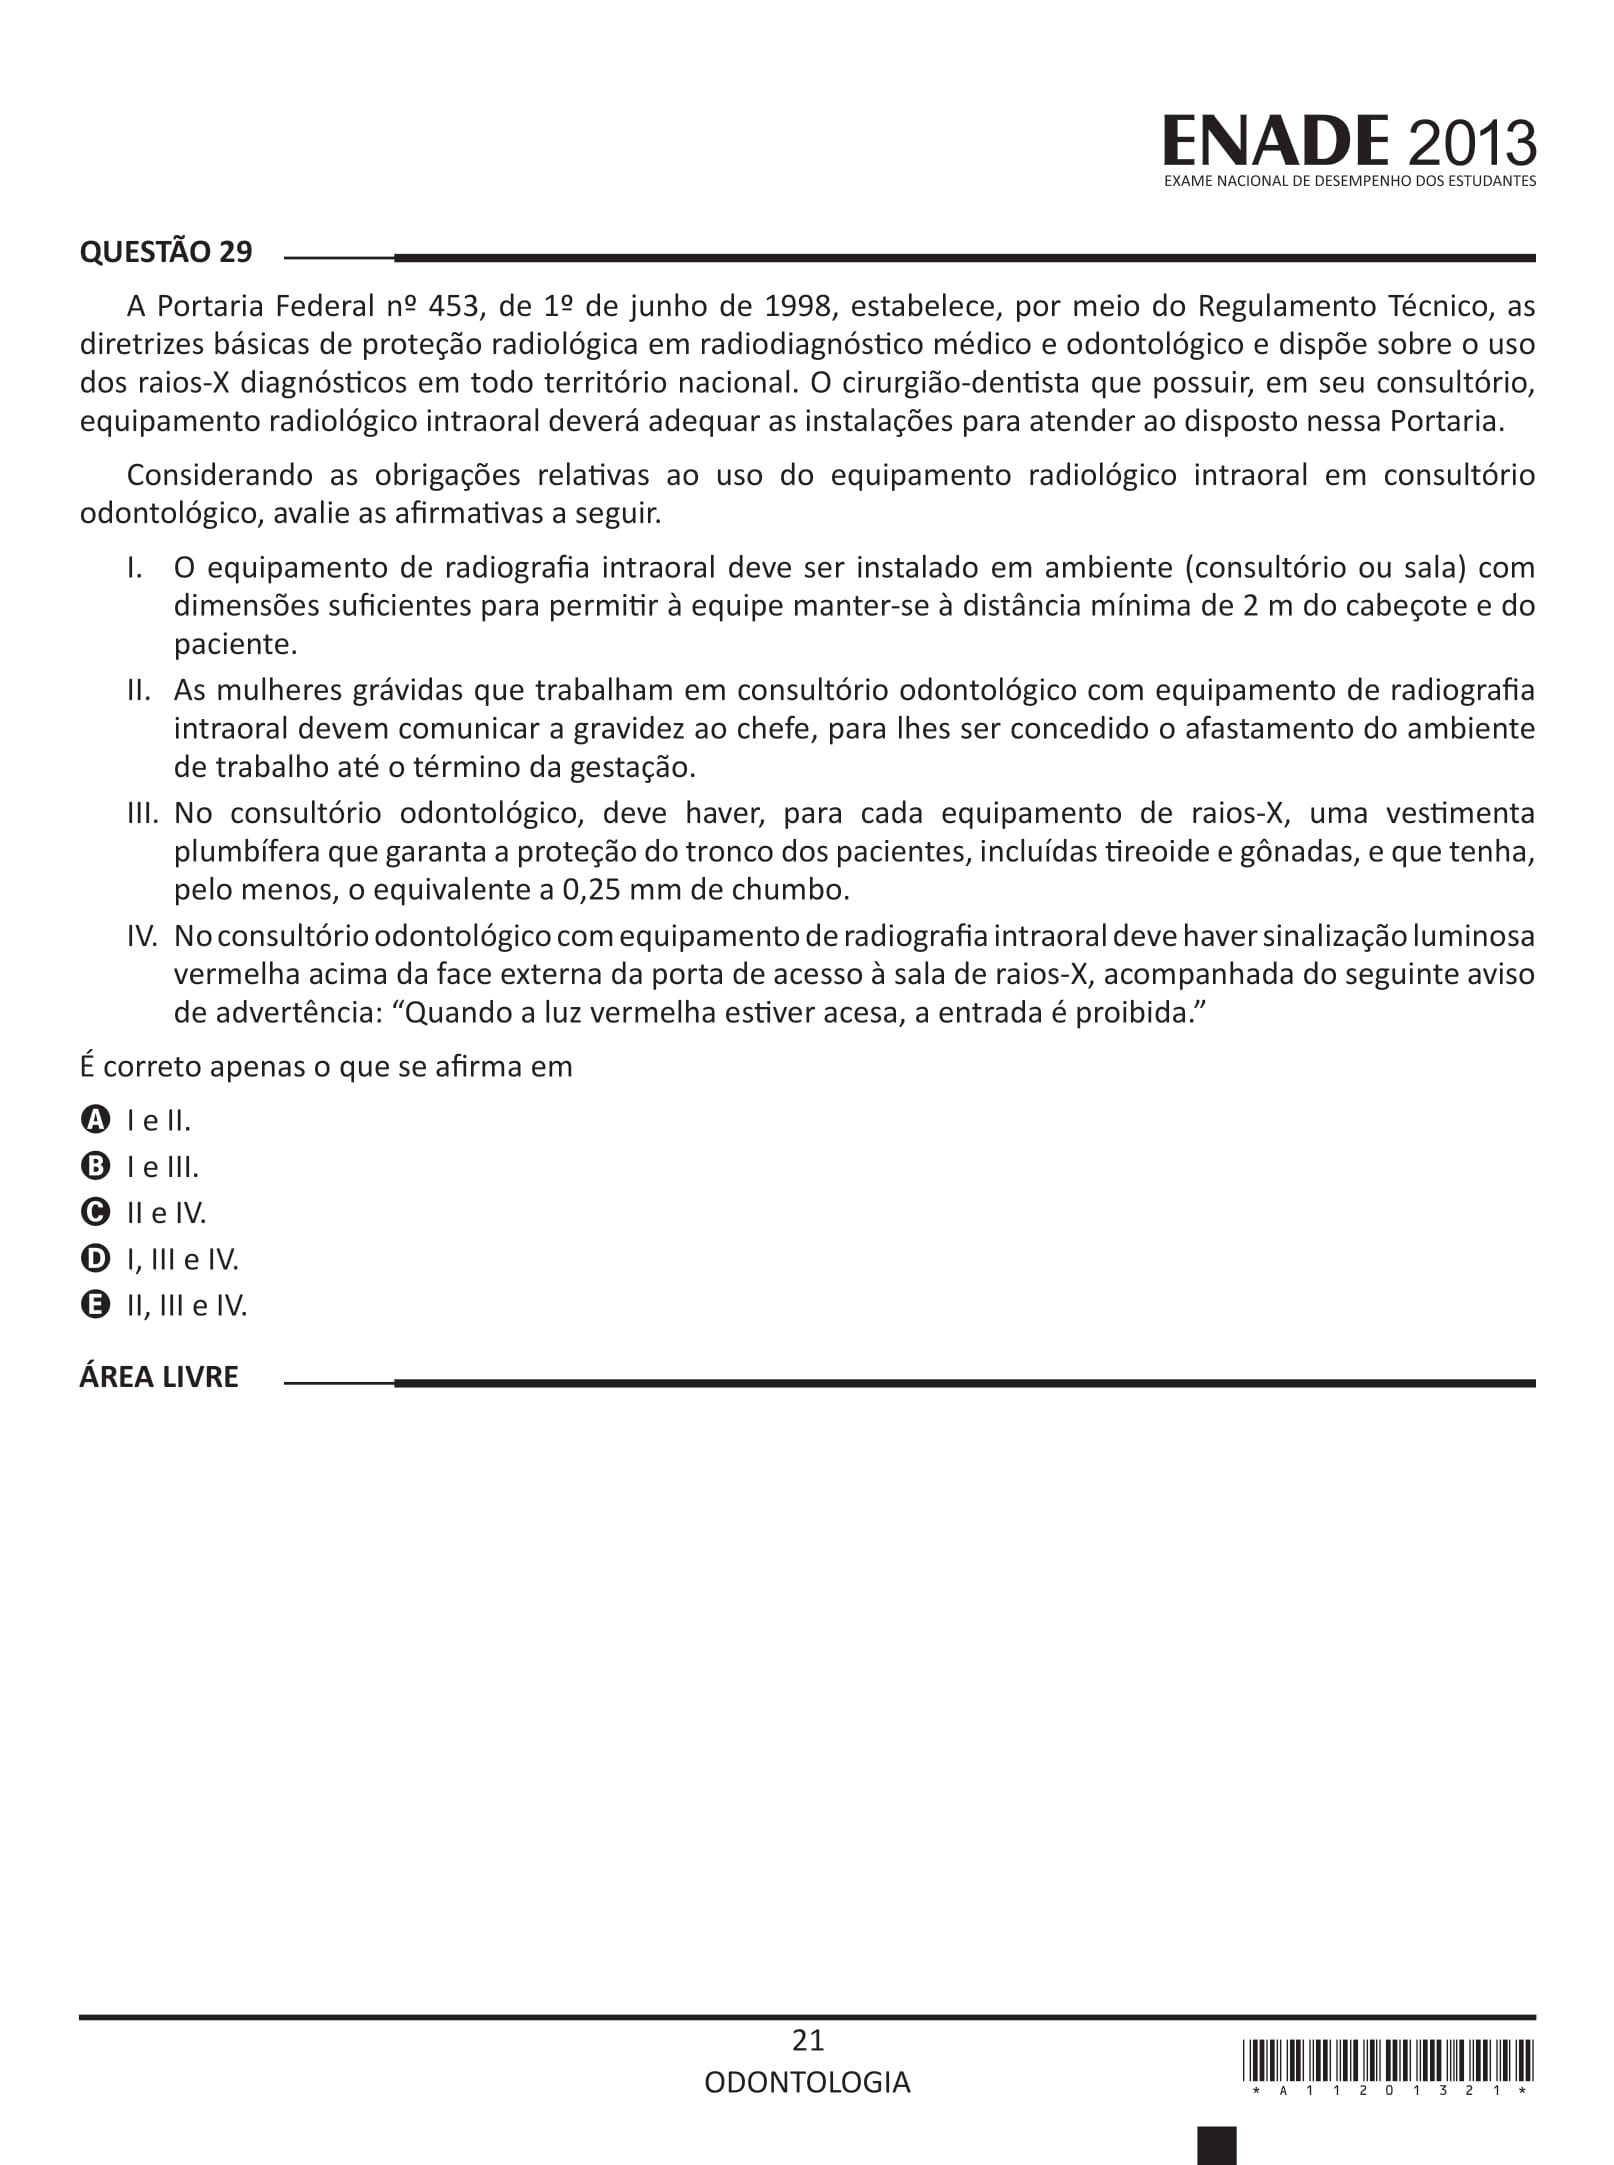 ENADE 2013
EXAME NACIONAL DE DESEMPENHO DOS ESTUDANTES
QUESTÃO 29
A Portaria Federal nº 453, de 1º de junho de 1998, estabelece, por meio do Regulamento Técnico, as
diretrizes básicas de proteção radiológica em radiodiagnóstico médico e odontológico e dispõe sobre o uso
dos raios-X diagnósticos em todo território nacional. O cirurgião-dentista que possuir, em seu consultório,
equipamento radiológico intraoral deverá adequar as instalações para atender ao disposto nessa Portaria.
Considerando as obrigações relativas ao uso do equipamento radiológico intraoral em consultório
odontológico, avalie as afirmativas a seguir.
I. O equipamento de radiografia intraoral deve ser instalado em ambiente (consultório ou sala) com
dimensões suficientes para permitir à equipe manter-se à distância mínima de 2 m do cabeçote e do
paciente.
II. As mulheres grávidas que trabalham em consultório odontológico com equipamento de radiografia
intraoral devem comunicar a gravidez ao chefe, para lhes ser concedido o afastamento do ambiente
de trabalho até o término da gestação.
III. No consultório odontológico, deve haver, para cada equipamento de raios-X, uma vestimenta
plumbífera que garanta a proteção do tronco dos pacientes, incluídas tireoide e gônadas, e que tenha,
pelo menos, o equivalente a 0,25 mm de chumbo.
IV. No consultório odontológico com equipamento de radiografia intraoral deve haver sinalização luminosa
vermelha acima da face externa da porta de acesso à sala de raios-X, acompanhada do seguinte aviso
de advertência: “Quando a luz vermelha estiver acesa, a entrada é proibida.”
É correto apenas o que se afirma em
A I e II.
B I e III.
C II e IV.
D I, III e IV.
E II, III e IV.
ÁREA LIVRE
21
ODONTOLOGIA
* A 1 1 2 0 1 3 2 1 *